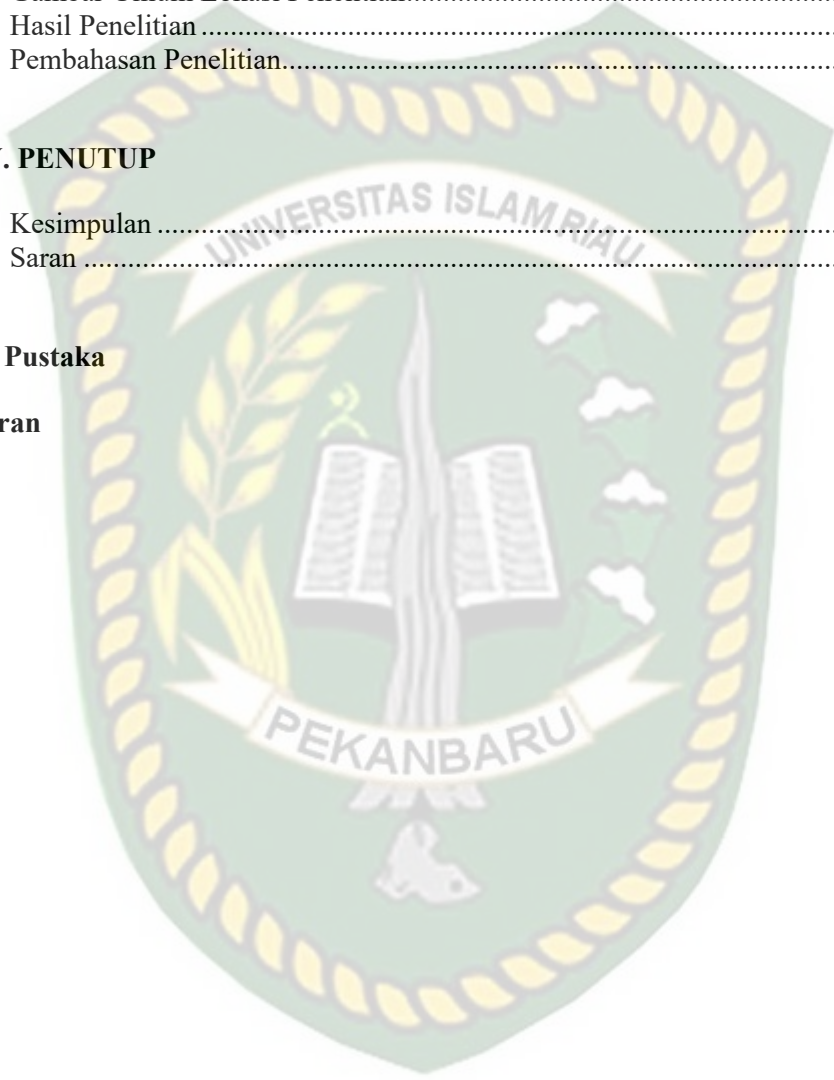 Hasil Penelitian ................................................................
Pembahasan Penelitian................................................................
. PENUTUP
Kesimpulan ................................................................
Saran ................................................................
Pustaka
ran
UNIVERSITAS ISLAM RIAU
PEKANBARU